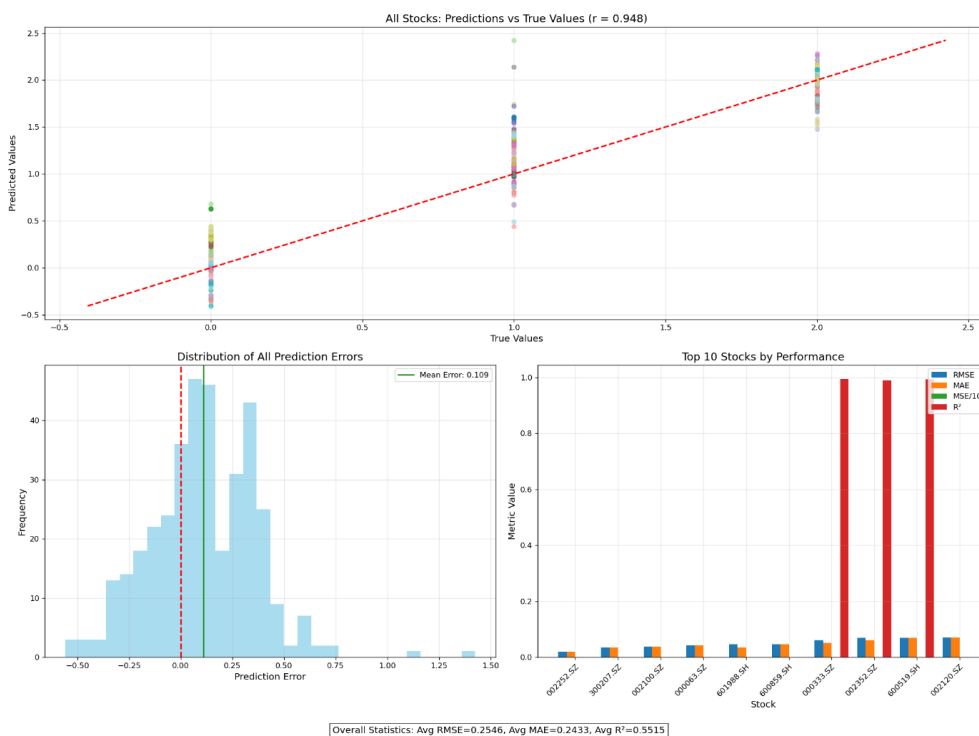 All Stocks: Predictions vs True Values (r = 0.948)
2.5
2.0
1.5
1.0
0.5
0.0
−0.5
Predicted Values
−0.5
0.0
0.5
1.0
1.5
2.0
2.5
True Values
Distribution of All Prediction Errors
Mean Error: 0.109
40
30
20
10
0
Frequency
−0.50
−0.25
0.00
0.25
0.50
0.75
1.00
1.25
1.50
Prediction Error
Top 10 Stocks by Performance
RMSE
MAE
MSE/10
R²
1.0
0.8
0.6
0.4
0.2
0.0
Metric Value
002252.SZ
300207.SZ
002100.SZ
000063.SZ
601988.SH
600859.SH
000333.SZ
002352.SZ
600519.SH
002120.SZ
Stock
Overall Statistics: Avg RMSE=0.2546, Avg MAE=0.2433, Avg R²=0.5515